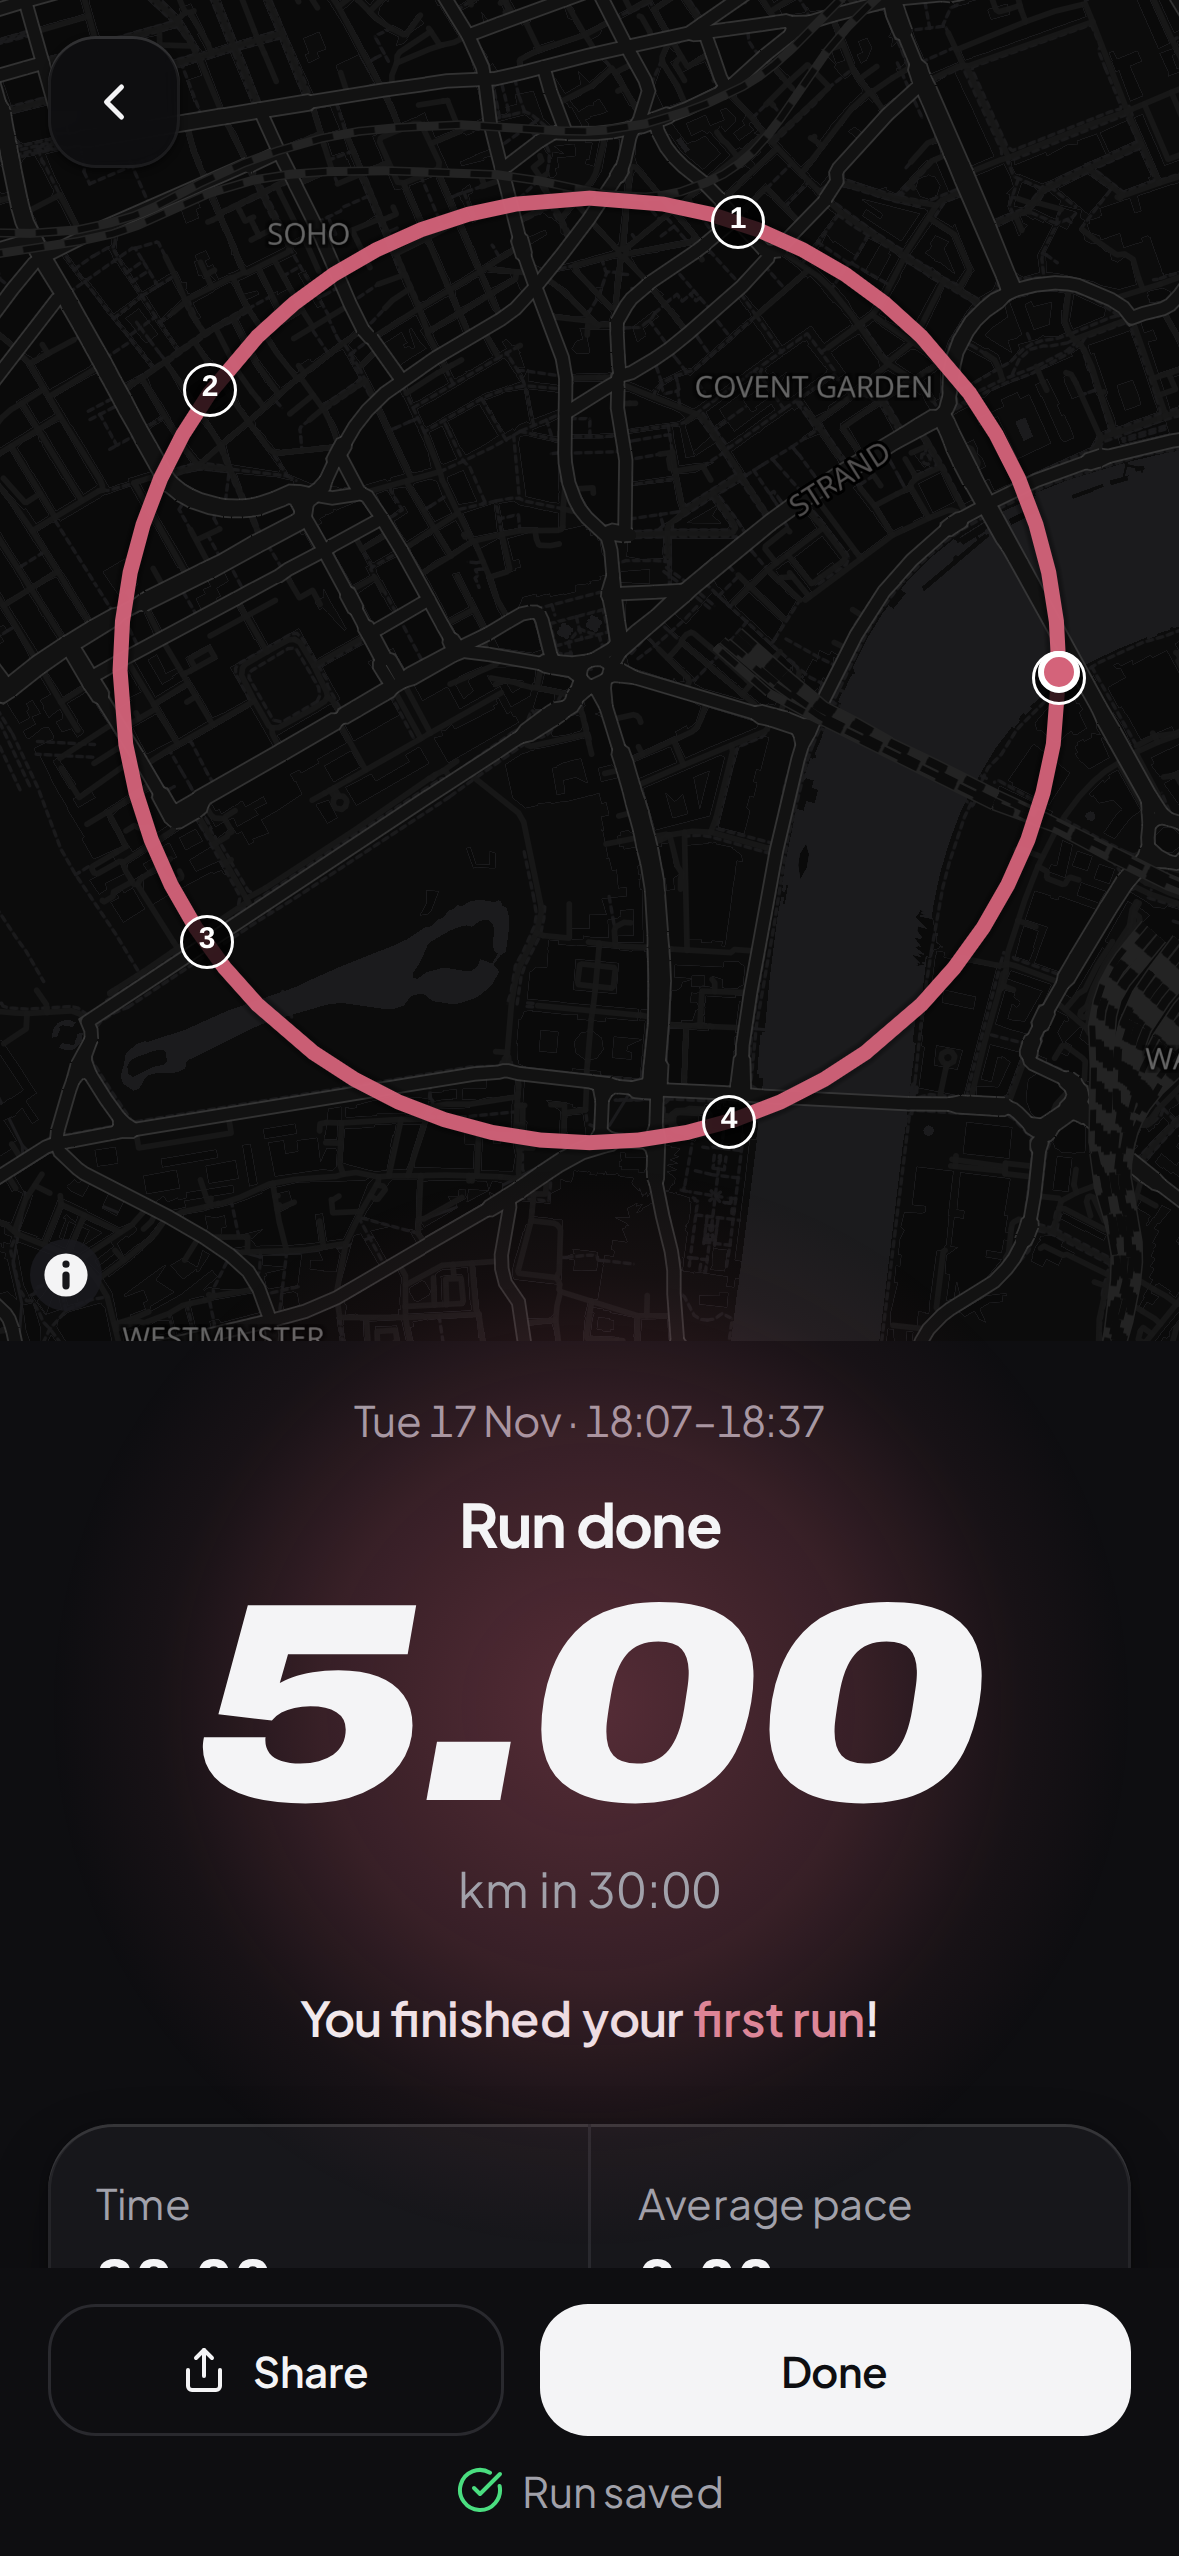 SOHO
1
2
COVENT GARDEN
STRAND
3
4
WESTMINSTER
Tue 17 Nov · 18:07–18:37
Run done
5.00
km in 30:00
You finished your first run!
Time
Average pace
Share
Done
Run saved